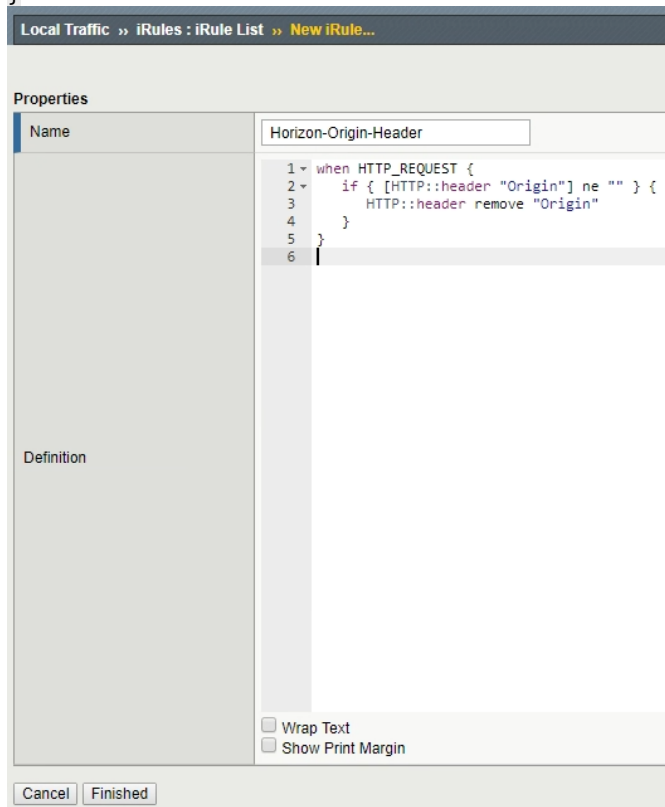 Local Traffic ›› iRules : iRule List ›› New iRule...
Properties
Name
Horizon-Origin-Header
Definition
1 when HTTP_REQUEST {
2    if { [HTTP::header "Origin"] ne "" } {
3       HTTP::header remove "Origin"
4    }
5 }
6
Wrap Text
Show Print Margin
Cancel Finished